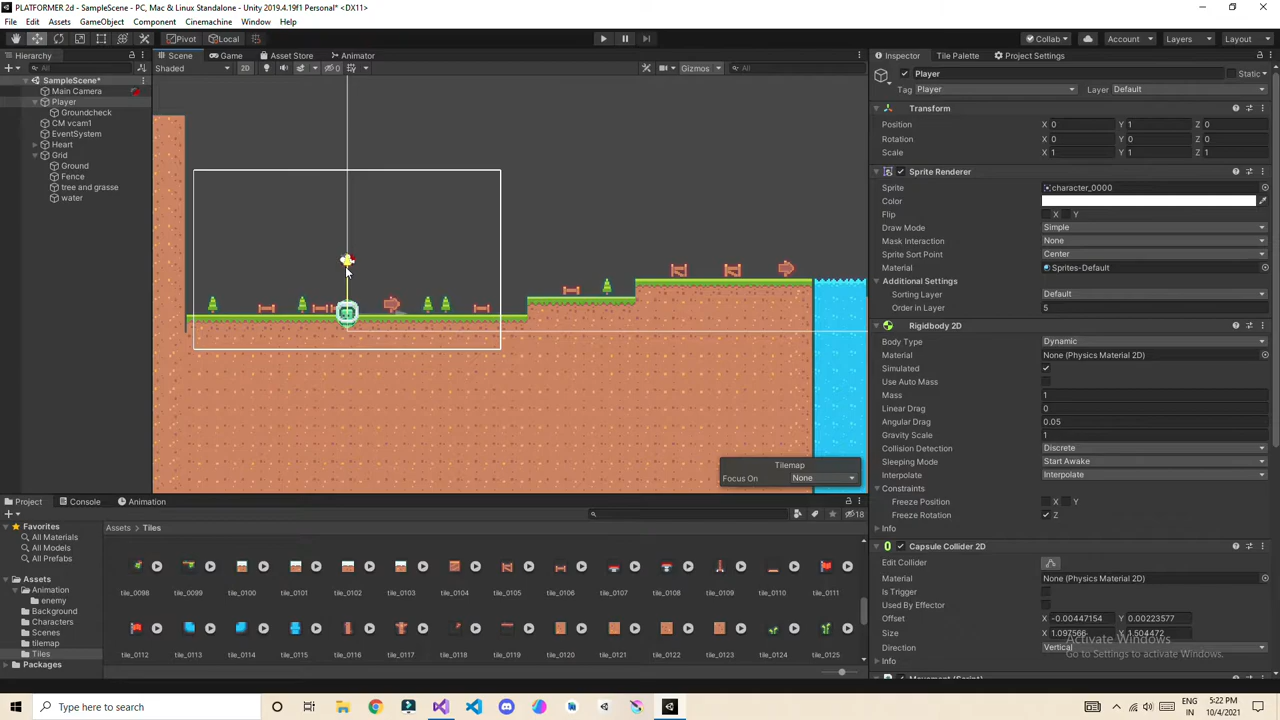 PLATFORMER 2d - SampleScene - PC, Mac & Linux Standalone - Unity 2019.4.19f1 Personal* <DX11>
File Edit Assets GameObject Component Cinemachine Window Help
Pivot Local Collab Account Layers Layout
Hierarchy Scene Game Asset Store Animator Inspector Tile Palette Project Settings
All Shaded 2D 0 Gizmos All Player Static
SampleScene* Tag Player Layer Default
Main Camera
Player
Groundcheck
CM vcam1
EventSystem
Heart
Grid
Ground
Fence
tree and grasse
water
Transform
Position X 0 Y 1 Z 0
Rotation X 0 Y 0 Z 0
Scale X 1 Y 1 Z 1
Sprite Renderer
Sprite character_0000
Color
Flip X Y
Draw Mode Simple
Mask Interaction None
Sprite Sort Point Center
Material Sprites-Default
Additional Settings
Sorting Layer Default
Order in Layer 5
Rigidbody 2D
Body Type Dynamic
Material None (Physics Material 2D)
Simulated
Use Auto Mass
Mass 1
Linear Drag 0
Angular Drag 0.05
Gravity Scale 1
Collision Detection Discrete
Sleeping Mode Start Awake
Interpolate Interpolate
Constraints
Freeze Position X Y
Freeze Rotation Z
Info
Capsule Collider 2D
Edit Collider
Material None (Physics Material 2D)
Is Trigger
Used By Effector
Offset X -0.00447154 Y 0.00223577
Size X 1.097566 Y 1.504472
Direction Vertical
Info
Movement (Script)
Activate Windows
Go to Settings to activate Windows.
Tilemap
Focus On None
Project Console Animation
18
Favorites
All Materials
All Models
All Prefabs
Assets
Animation
enemy
Background
Characters
Scenes
tilemap
Tiles
Packages
Assets Tiles
tile_0098 tile_0099 tile_0100 tile_0101 tile_0102 tile_0103 tile_0104 tile_0105 tile_0106 tile_0107 tile_0108 tile_0109 tile_0110 tile_0111
tile_0112 tile_0113 tile_0114 tile_0115 tile_0116 tile_0117 tile_0118 tile_0119 tile_0120 tile_0121 tile_0122 tile_0123 tile_0124 tile_0125
Type here to search
ENG
IN
5:22 PM
10/4/2021